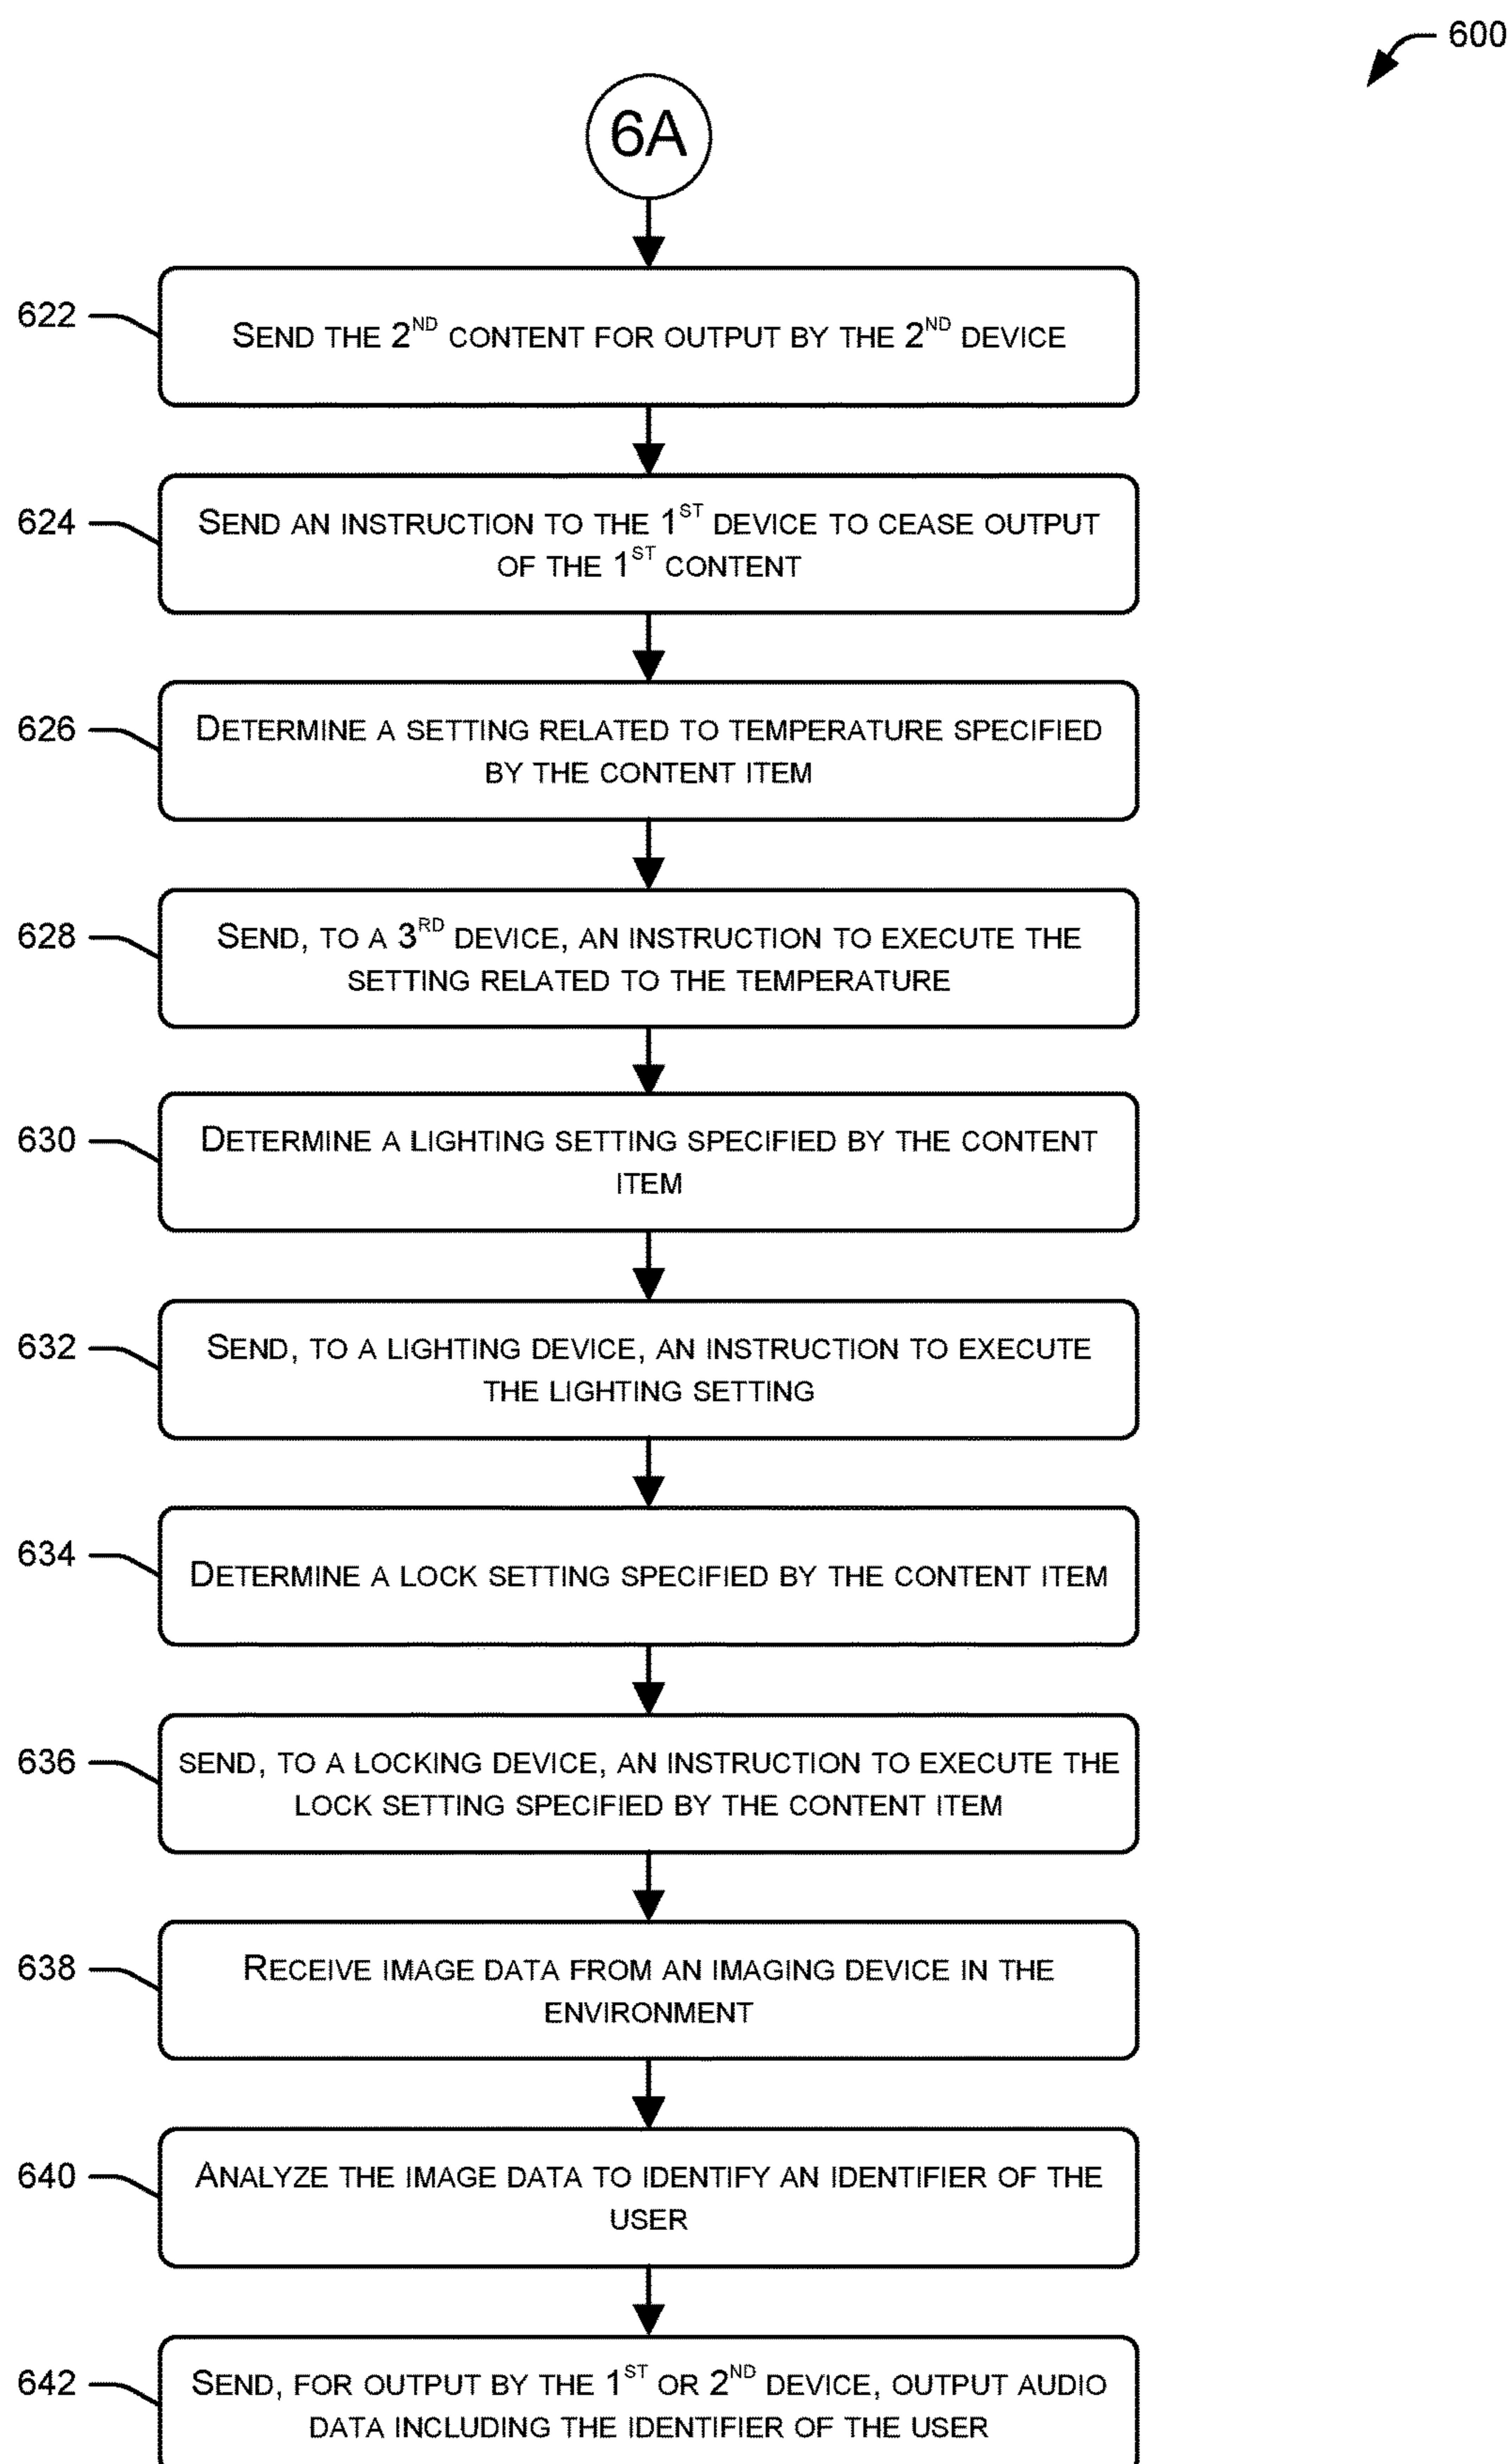 600
6A
622
SEND THE 2ND CONTENT FOR OUTPUT BY THE 2ND DEVICE
624
SEND AN INSTRUCTION TO THE 1ST DEVICE TO CEASE OUTPUT
OF THE 1ST CONTENT
626
DETERMINE A SETTING RELATED TO TEMPERATURE SPECIFIED
BY THE CONTENT ITEM
628
SEND, TO A 3RD DEVICE, AN INSTRUCTION TO EXECUTE THE
SETTING RELATED TO THE TEMPERATURE
630
DETERMINE A LIGHTING SETTING SPECIFIED BY THE CONTENT
ITEM
632
SEND, TO A LIGHTING DEVICE, AN INSTRUCTION TO EXECUTE
THE LIGHTING SETTING
634
DETERMINE A LOCK SETTING SPECIFIED BY THE CONTENT ITEM
636
SEND, TO A LOCKING DEVICE, AN INSTRUCTION TO EXECUTE THE
LOCK SETTING SPECIFIED BY THE CONTENT ITEM
638
RECEIVE IMAGE DATA FROM AN IMAGING DEVICE IN THE
ENVIRONMENT
640
ANALYZE THE IMAGE DATA TO IDENTIFY AN IDENTIFIER OF THE
USER
642
SEND, FOR OUTPUT BY THE 1ST OR 2ND DEVICE, OUTPUT AUDIO
DATA INCLUDING THE IDENTIFIER OF THE USER